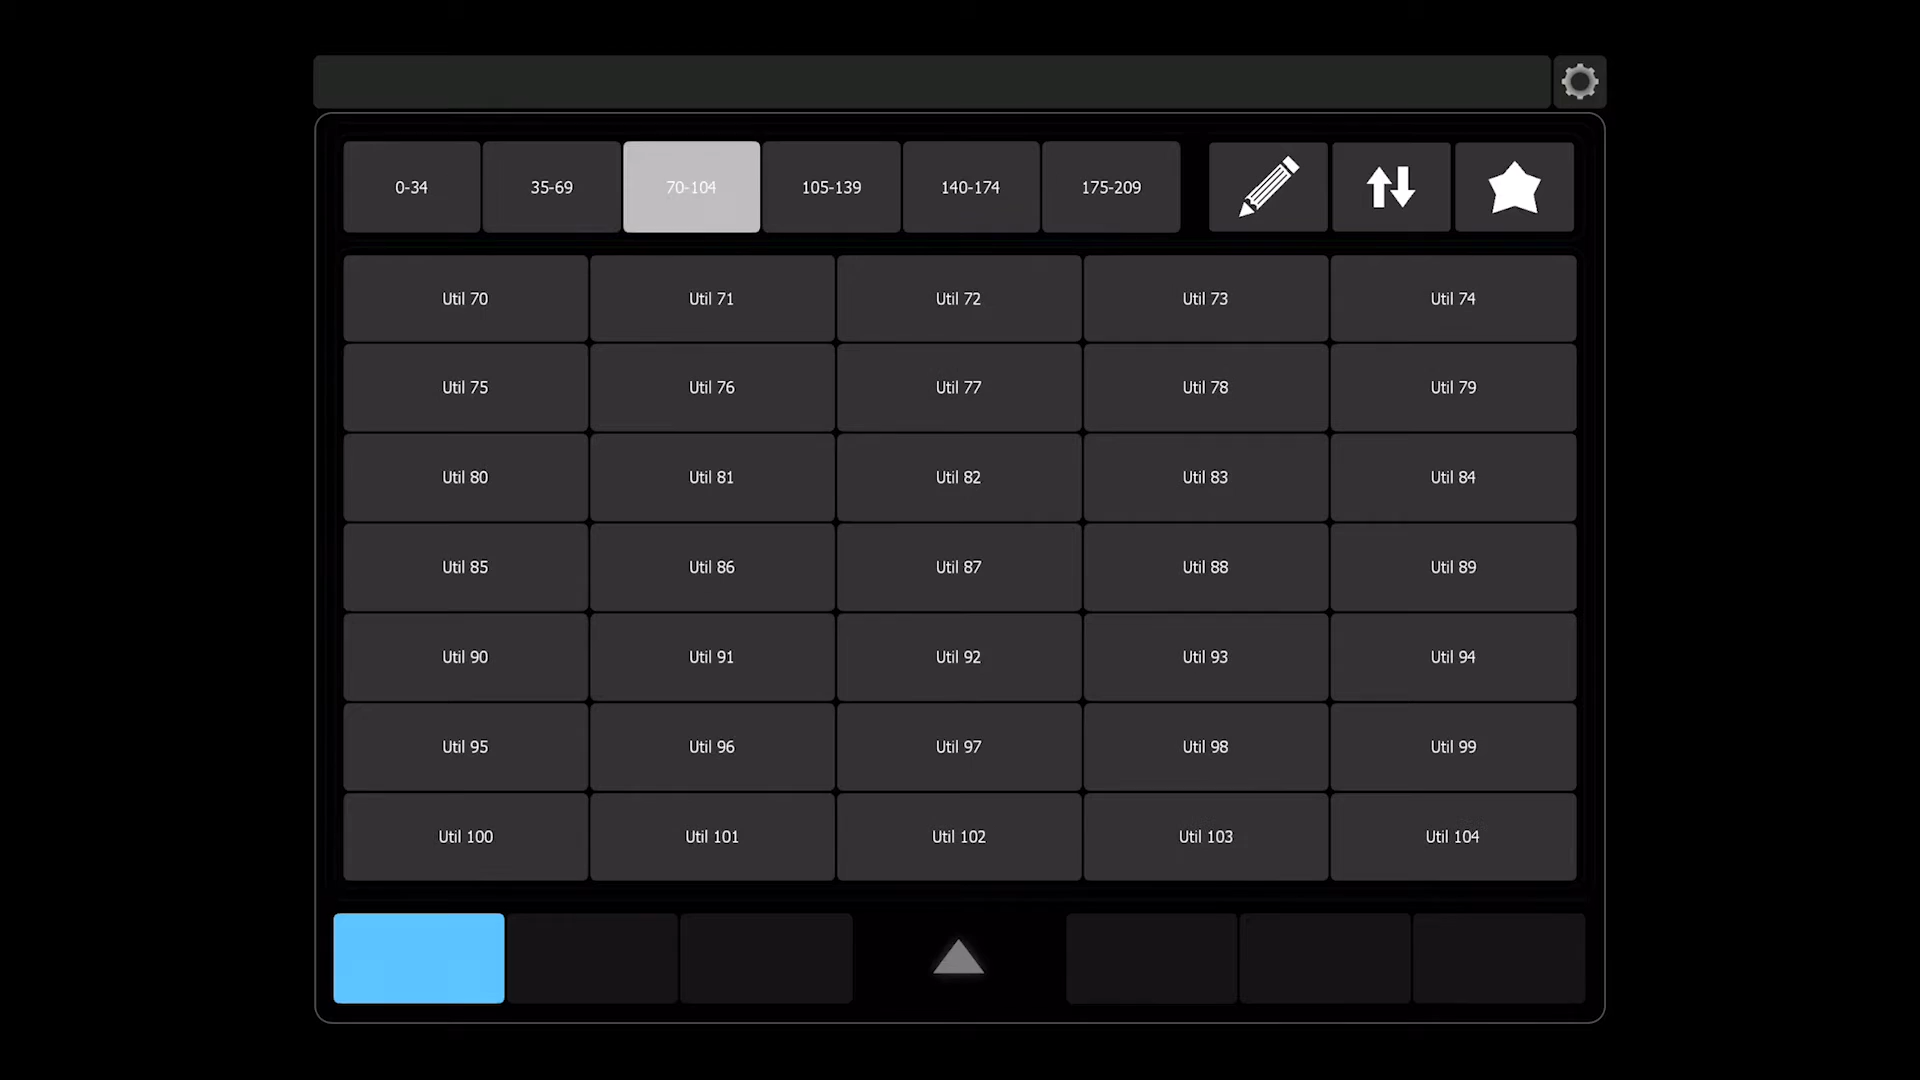 0-34 35-69 70-104 105-139 140-174 175-209
Util 70 Util 71 Util 72 Util 73 Util 74
Util 75 Util 76 Util 77 Util 78 Util 79
Util 80 Util 81 Util 82 Util 83 Util 84
Util 85 Util 86 Util 87 Util 88 Util 89
Util 90 Util 91 Util 92 Util 93 Util 94
Util 95 Util 96 Util 97 Util 98 Util 99
Util 100 Util 101 Util 102 Util 103 Util 104